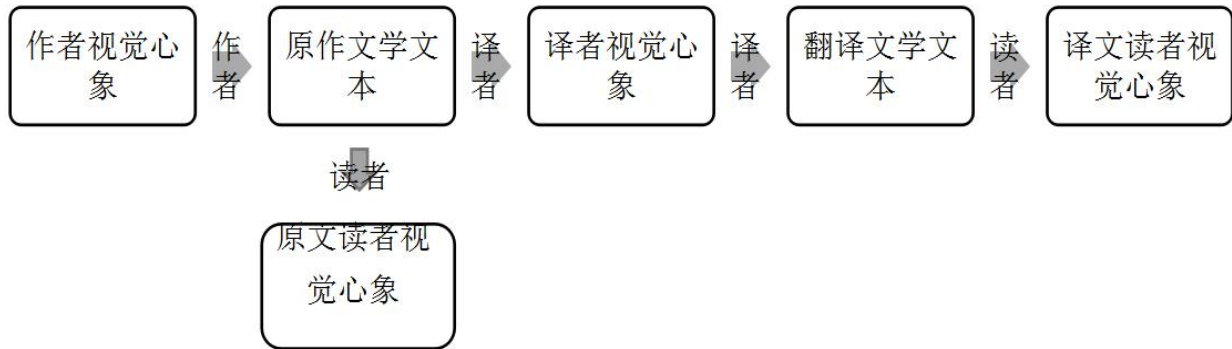 作者视觉心
象
作
者
原作文学文
本
译
者
译者视觉心
象
译
者
翻译文学文
本
读
者
译文读者视
觉心象
读者
原文读者视
觉心象